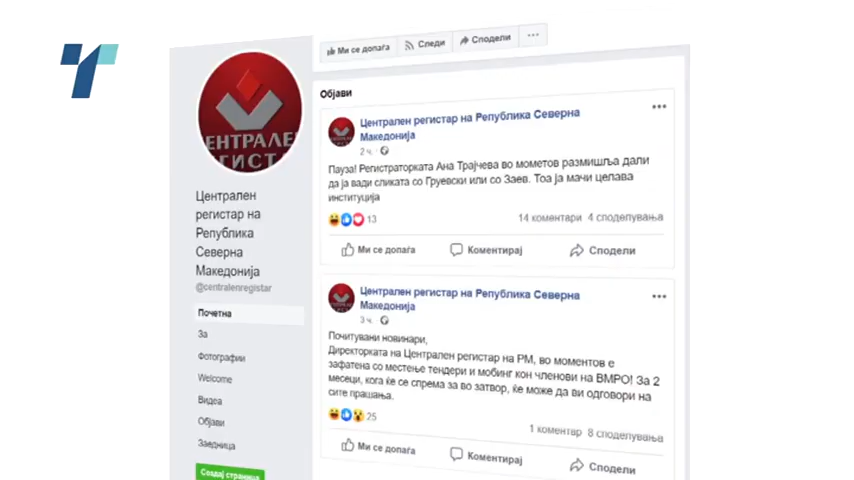 Ми се допаѓа
Следи
Сподели
Објави
ЕНТРАЛЕ
ГИСТ
Централен
регистар на
Република
Северна
Македонија
@centralenregistar
Почетна
За
Фотографии
Welcome
Видеа
Објави
Заедница
Создај страница
Централен регистар на Република Северна
Македонија
2 ч.
Пауза! Регистраторката Ана Трајчева во мометов размишља дали
да ја вади сликата со Груевски или со Заев. Тоа ја мачи целава
институција
13
14 коментари 4 споделувања
Ми се допаѓа
Коментирај
Сподели
Централен регистар на Република Северна
Македонија
3 ч.
Почитувани новинари,
Директорката на Централен регистар на РМ, во моментов е
зафатена со местење тендери и мобинг кон членови на ВМРО! За 2
месеци, кога ќе се спрема за во затвор, ќе може да ви одговори на
сите прашања.
25
1 коментар 8 споделувања
Ми се допаѓа
Коментирај
Сподели